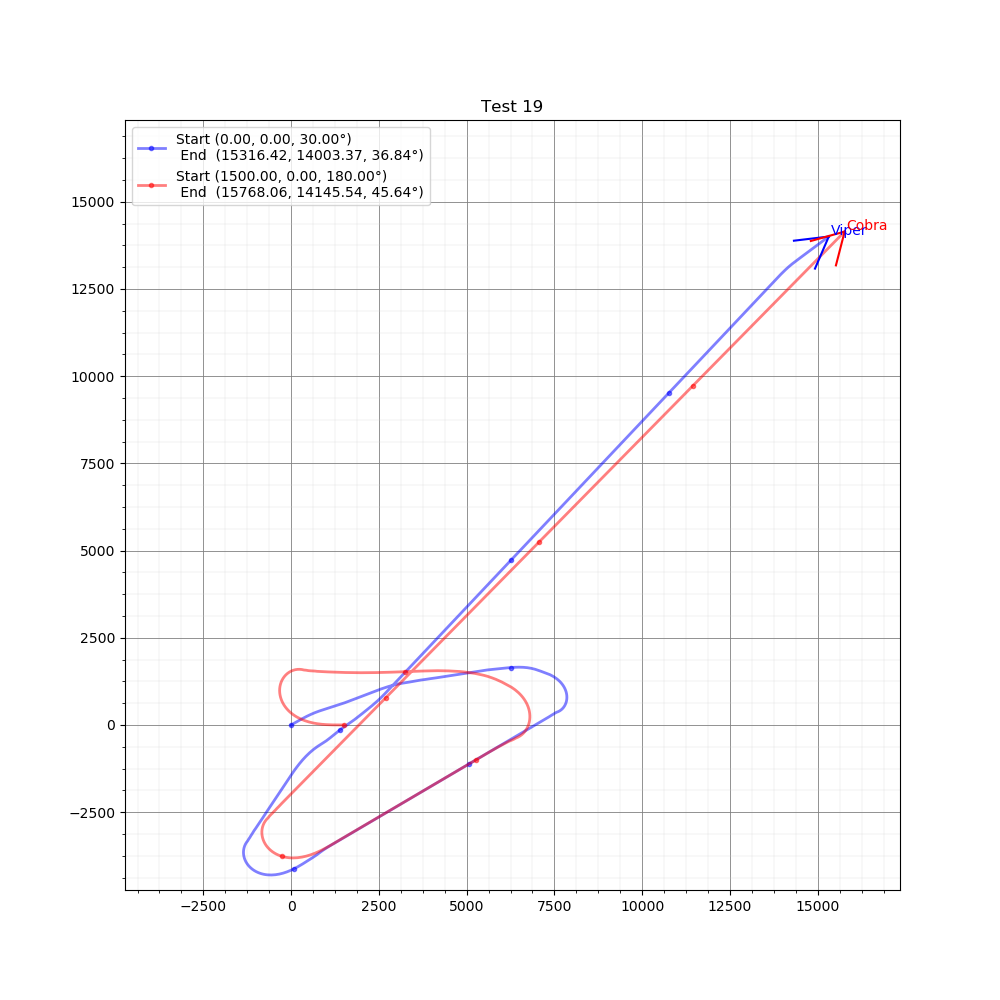 Test 19
Start (0.00, 0.00, 30.00°)
End  (15316.42, 14003.37, 36.84°)
Start (1500.00, 0.00, 180.00°)
End  (15768.06, 14145.54, 45.64°)
Cobra
Viper
15000
12500
10000
7500
5000
2500
0
−2500
−2500 0 2500 5000 7500 10000 12500 15000